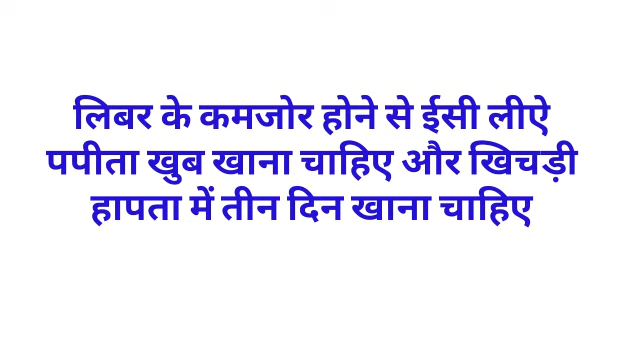 लिबर के कमजोर होने से ईसी लीऐ
पपीता खुब खाना चाहिए और खिचड़ी
हापता में तीन दिन खाना चाहिए